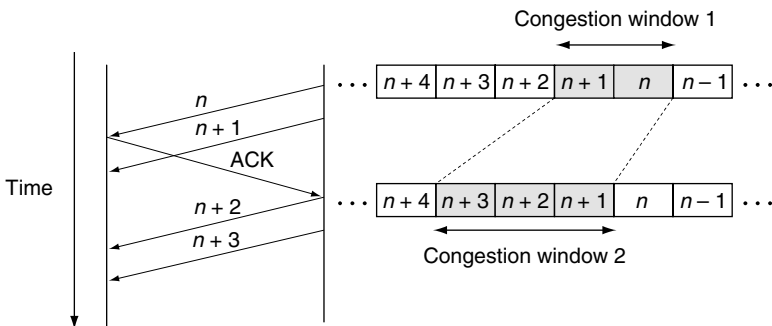 Congestion window 1
... n + 4 n + 3 n + 2 n + 1 n n – 1 ...
n
n + 1
ACK
Time
... n + 4 n + 3 n + 2 n + 1 n n – 1 ...
n + 2
n + 3
Congestion window 2